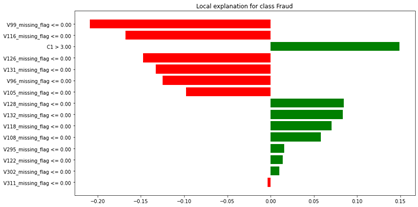 Local explanation for class Fraud
V99_missing_flag <= 0.00
V116_missing_flag <= 0.00
C1 > 3.00
V126_missing_flag <= 0.00
V131_missing_flag <= 0.00
V96_missing_flag <= 0.00
V105_missing_flag <= 0.00
V128_missing_flag <= 0.00
V132_missing_flag <= 0.00
V118_missing_flag <= 0.00
V108_missing_flag <= 0.00
V295_missing_flag <= 0.00
V122_missing_flag <= 0.00
V302_missing_flag <= 0.00
V311_missing_flag <= 0.00
−0.20 −0.15 −0.10 −0.05 0.00 0.05 0.10 0.15